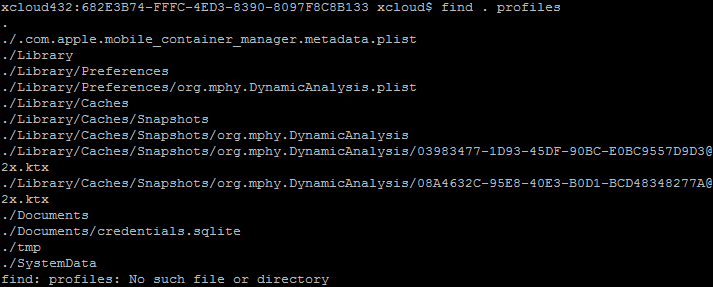 xcloud432:682E3B74-FFFC-4ED3-8390-8097F8C8B133 xcloud$ find . profiles
.
./.com.apple.mobile_container_manager.metadata.plist
./Library
./Library/Preferences
./Library/Preferences/org.mphy.DynamicAnalysis.plist
./Library/Caches
./Library/Caches/Snapshots
./Library/Caches/Snapshots/org.mphy.DynamicAnalysis
./Library/Caches/Snapshots/org.mphy.DynamicAnalysis/03983477-1D93-45DF-90BC-E0BC9557D9D3@
2x.ktx
./Library/Caches/Snapshots/org.mphy.DynamicAnalysis/08A4632C-95E8-40E3-B0D1-BCD48348277A@
2x.ktx
./Documents
./Documents/credentials.sqlite
./tmp
./SystemData
find: profiles: No such file or directory